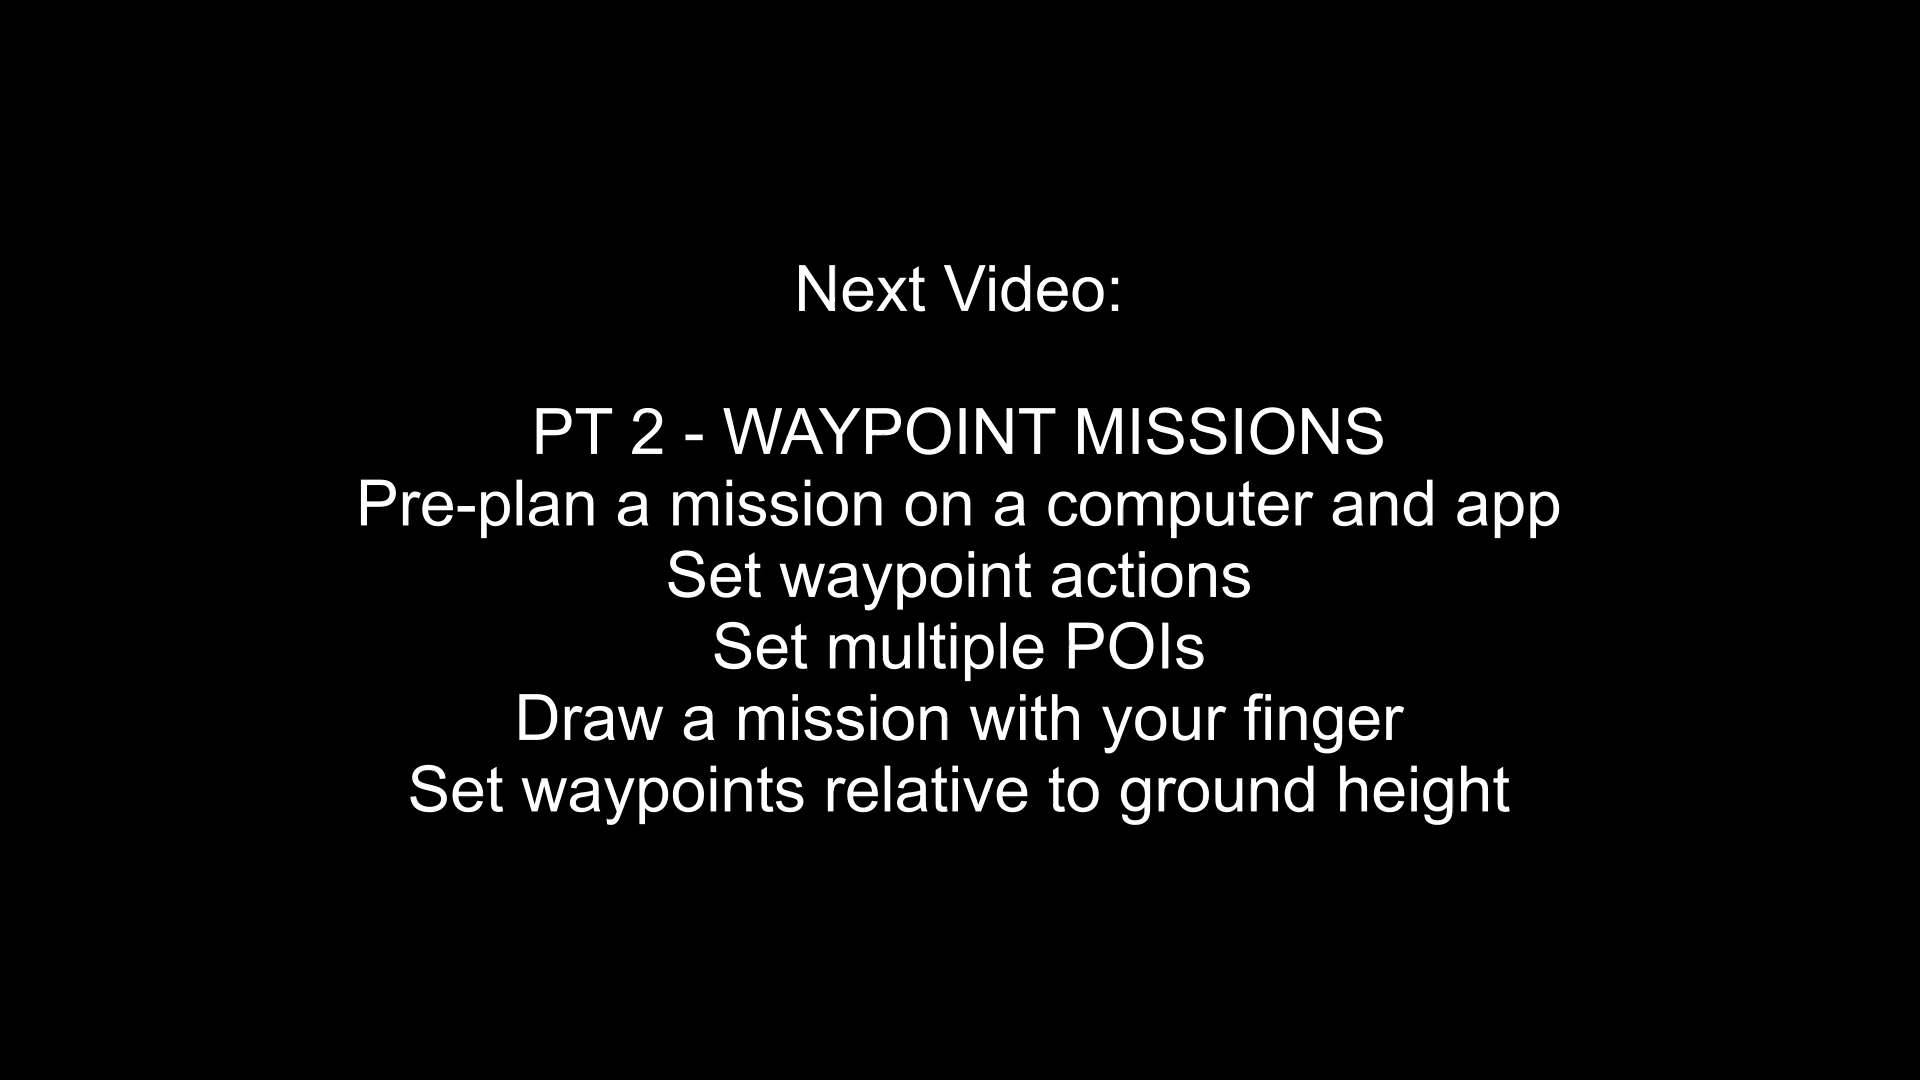 Next Video:
PT 2 - WAYPOINT MISSIONS
Pre-plan a mission on a computer and app
Set waypoint actions
Set multiple POIs
Draw a mission with your finger
Set waypoints relative to ground height